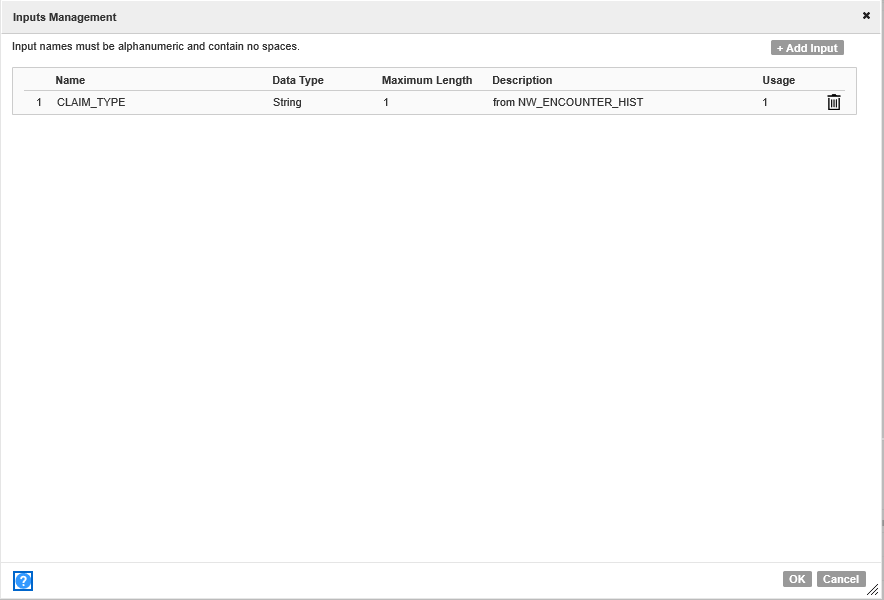 Inputs Management
Input names must be alphanumeric and contain no spaces.
+ Add Input
Name Data Type Maximum Length Description Usage
1 CLAIM_TYPE String 1 from NW_ENCOUNTER_HIST 1
?
OK Cancel